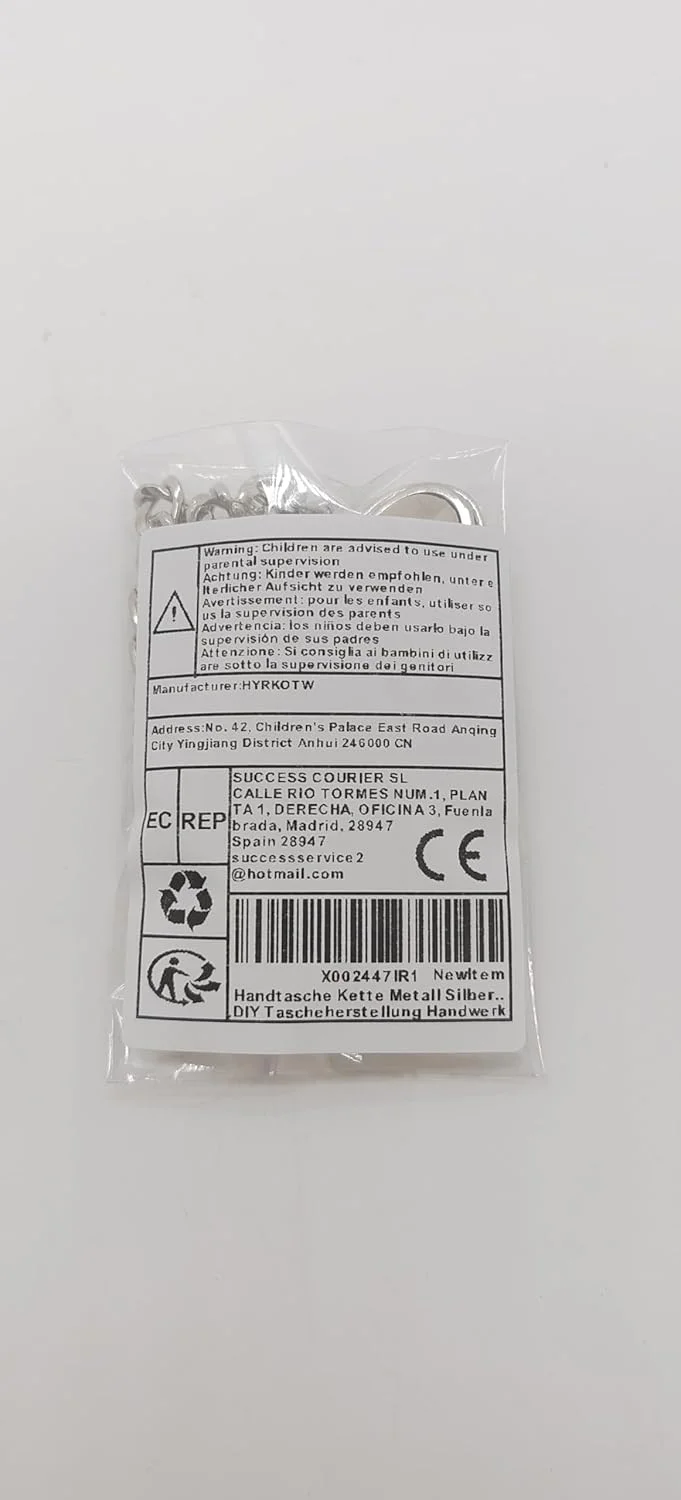 Warning: Children are advised to use under
parental supervision
Achtung: Kinder werden empfohlen, unter e
lterlicher Aufsicht zu verwenden
Avertissement: pour les enfants, utiliser so
us la supervision des parents
Advertencia: los niños deben usarlo bajo la
supervisión de sus padres
Attenzione: Si consiglia ai bambini di utilizz
are sotto la supervisione dei genitori
Manufacturer:HYRKOTW
Address:No. 42, Children's Palace East Road Anqing
City Yingjiang District Anhui 246000 CN
EC REP
SUCCESS COURIER SL
CALLE RIO TORMES NUM.1, PLAN
TA 1, DERECHA, OFICINA 3, Fuenla
brada, Madrid, 28947
Spain 28947
successservice2
@hotmail.com
CE
X002447IR1 NewItem
Handtasche Kette Metall Silber..
DIY Tascheherstellung Handwerk